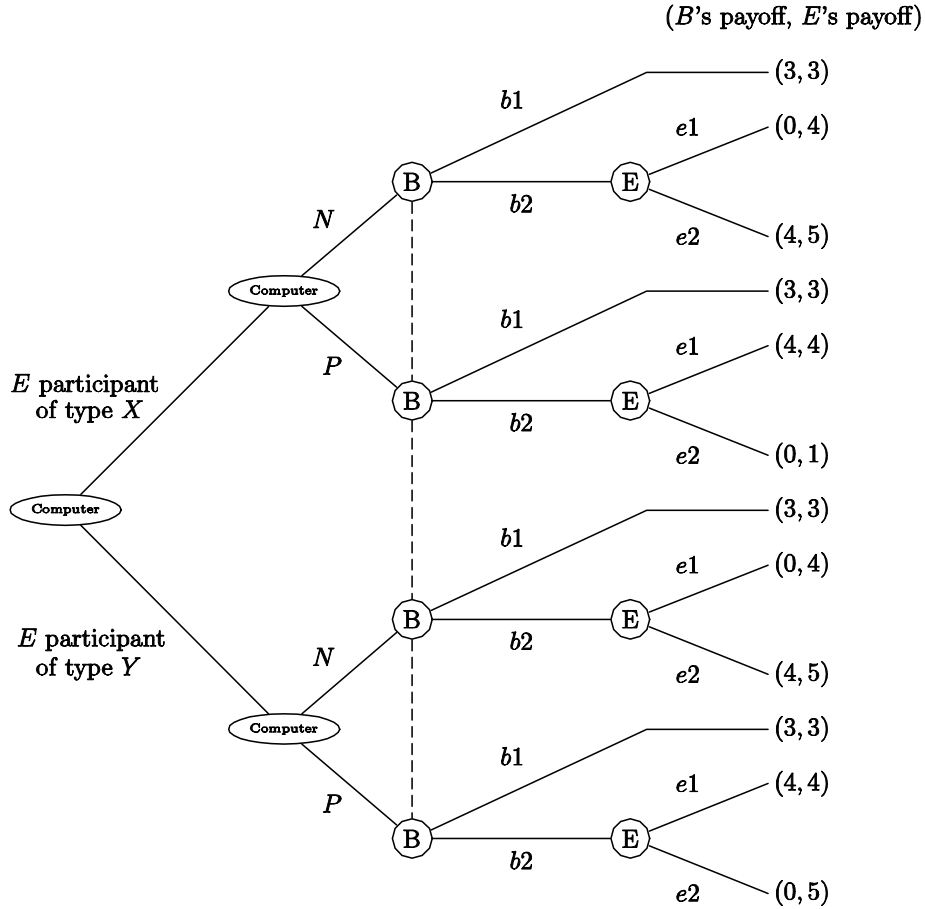 (B's payoff, E's payoff)
b1
(3, 3)
e1
(0, 4)
B
E
b2
N
e2
(4, 5)
Computer
b1
(3, 3)
P
e1
(4, 4)
E participant
of type X
B
E
b2
e2
(0, 1)
Computer
b1
(3, 3)
e1
(0, 4)
B
E
E participant
of type Y
N
b2
e2
(4, 5)
Computer
b1
(3, 3)
P
e1
(4, 4)
B
E
b2
e2
(0, 5)